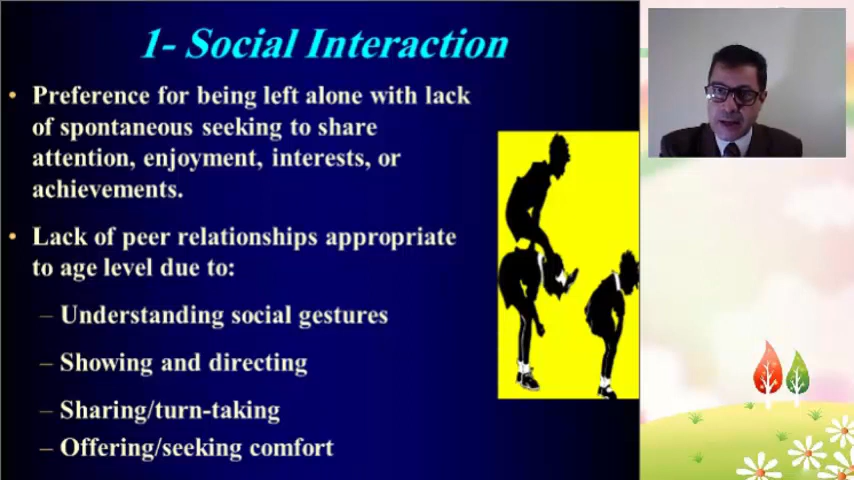 1- Social Interaction
• Preference for being left alone with lack
of spontaneous seeking to share
attention, enjoyment, interests, or
achievements.
• Lack of peer relationships appropriate
to age level due to:
– Understanding social gestures
– Showing and directing
– Sharing/turn-taking
– Offering/seeking comfort